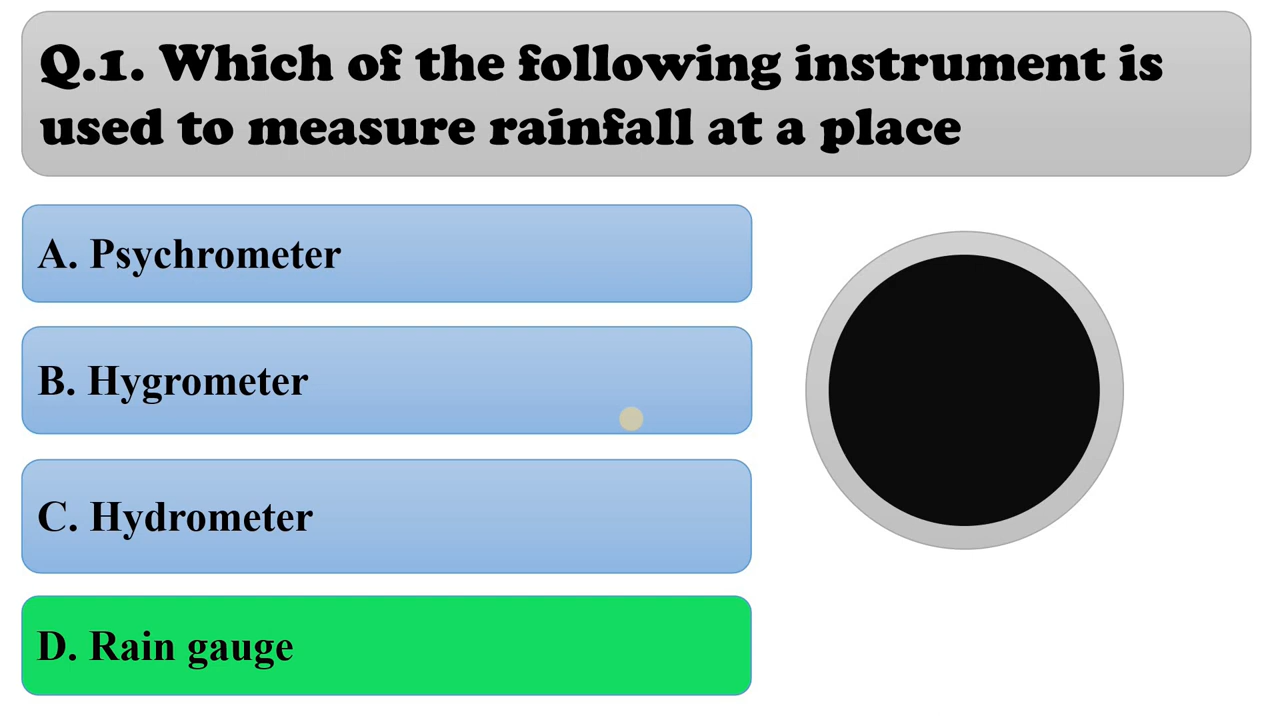 Q.1. Which of the following instrument is
used to measure rainfall at a place
A. Psychrometer
B. Hygrometer
C. Hydrometer
D. Rain gauge